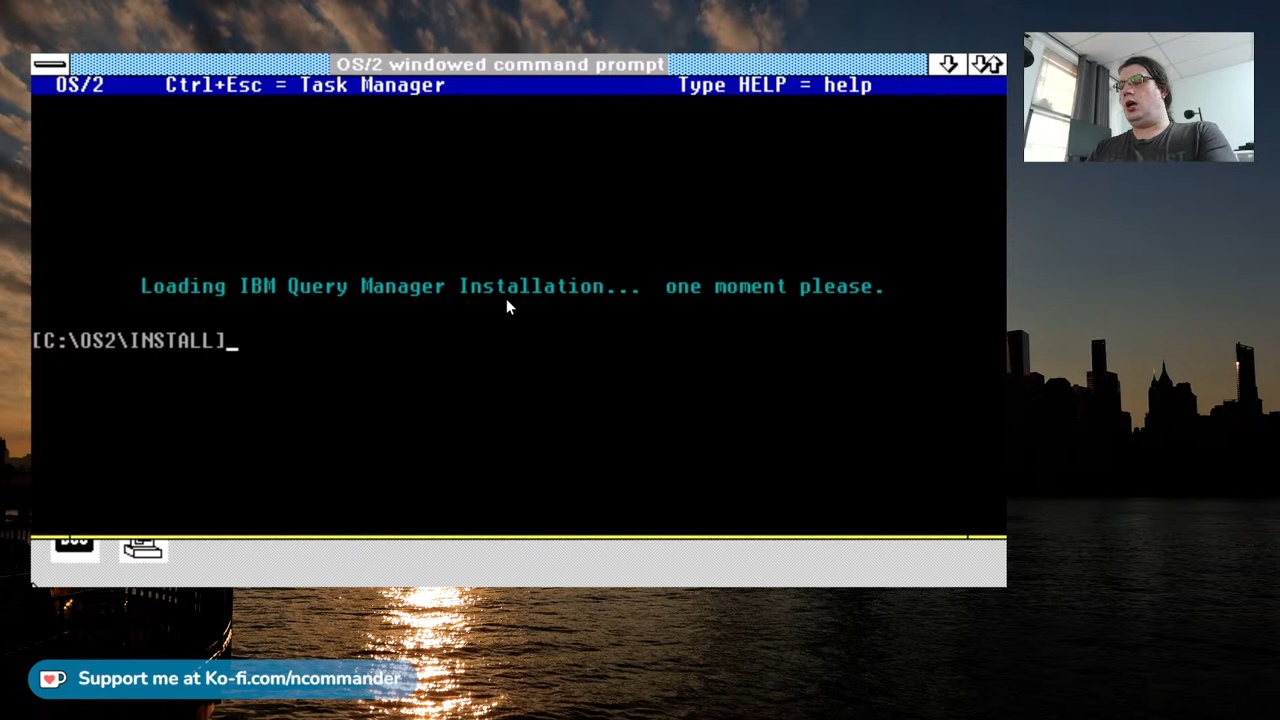 OS/2 windowed command prompt
OS/2 Ctrl+Esc = Task Manager Type HELP = help
Loading IBM Query Manager Installation... one moment please.
[C:\OS2\INSTALL]_
Support me at Ko-fi.com/ncommander